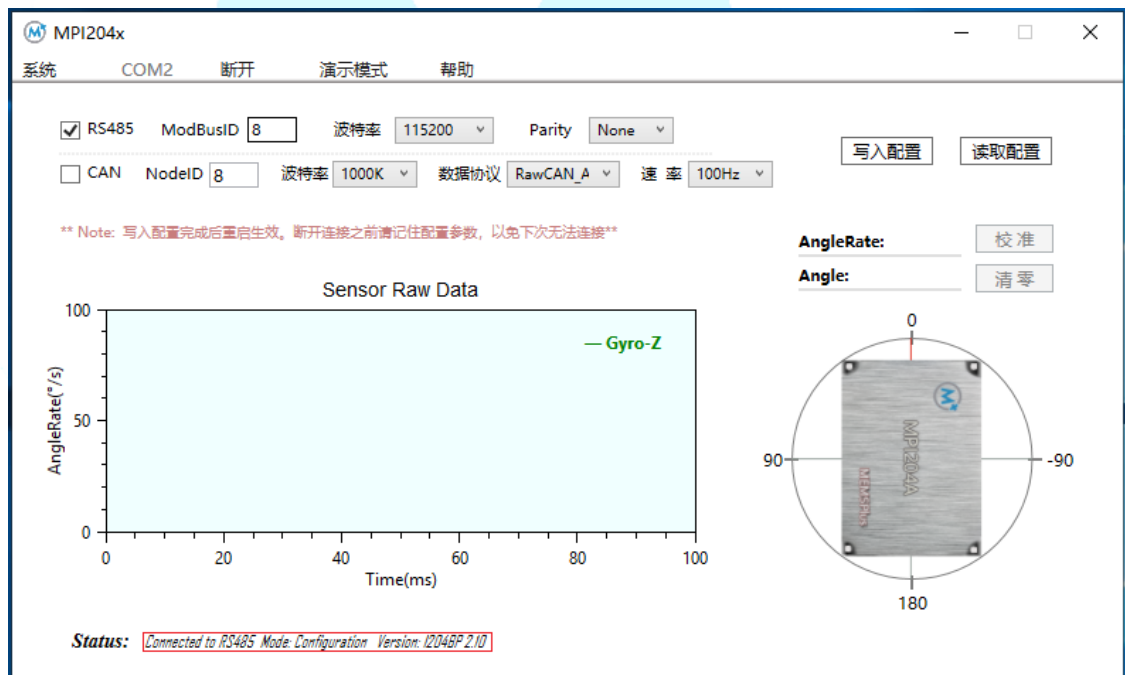 MPI204x
系统 COM2 断开 演示模式 帮助
RS485 ModBusID 8 波特率 115200 Parity None
写入配置 读取配置
CAN NodeID 8 波特率 1000K 数据协议 RawCAN_A 速 率 100Hz
** Note: 写入配置完成后重启生效。断开连接之前请记住配置参数，以免下次无法连接**
AngleRate: 校 准
Angle: 清 零
Sensor Raw Data
Gyro-Z
AngleRate(°/s)
100
50
0
0 20 40 60 80 100
Time(ms)
0
90
-90
180
MPI204A
MEMSPlus
Status: Connected to RS485 Mode: Configuration Version: I204BP 2.10